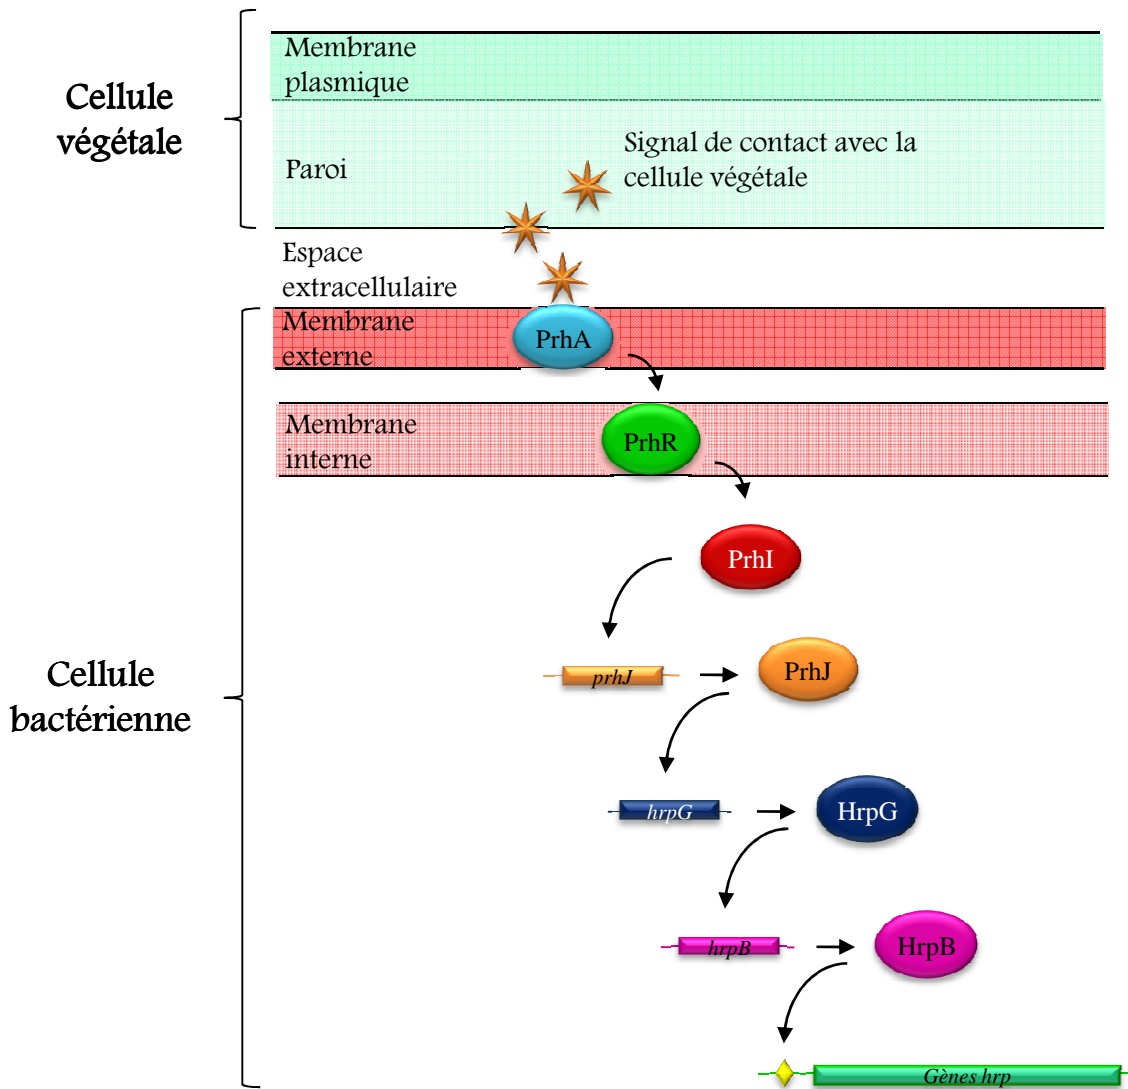 Membrane
plasmique
Cellule
végétale
Signal de contact avec la
cellule végétale
Paroi
Espace
extracellulaire
Membrane
externe
PrhA
Membrane
interne
PrhR
PrhI
Cellule
bactérienne
prhJ
PrhJ
hrpG
HrpG
hrpB
HrpB
Gènes hrp